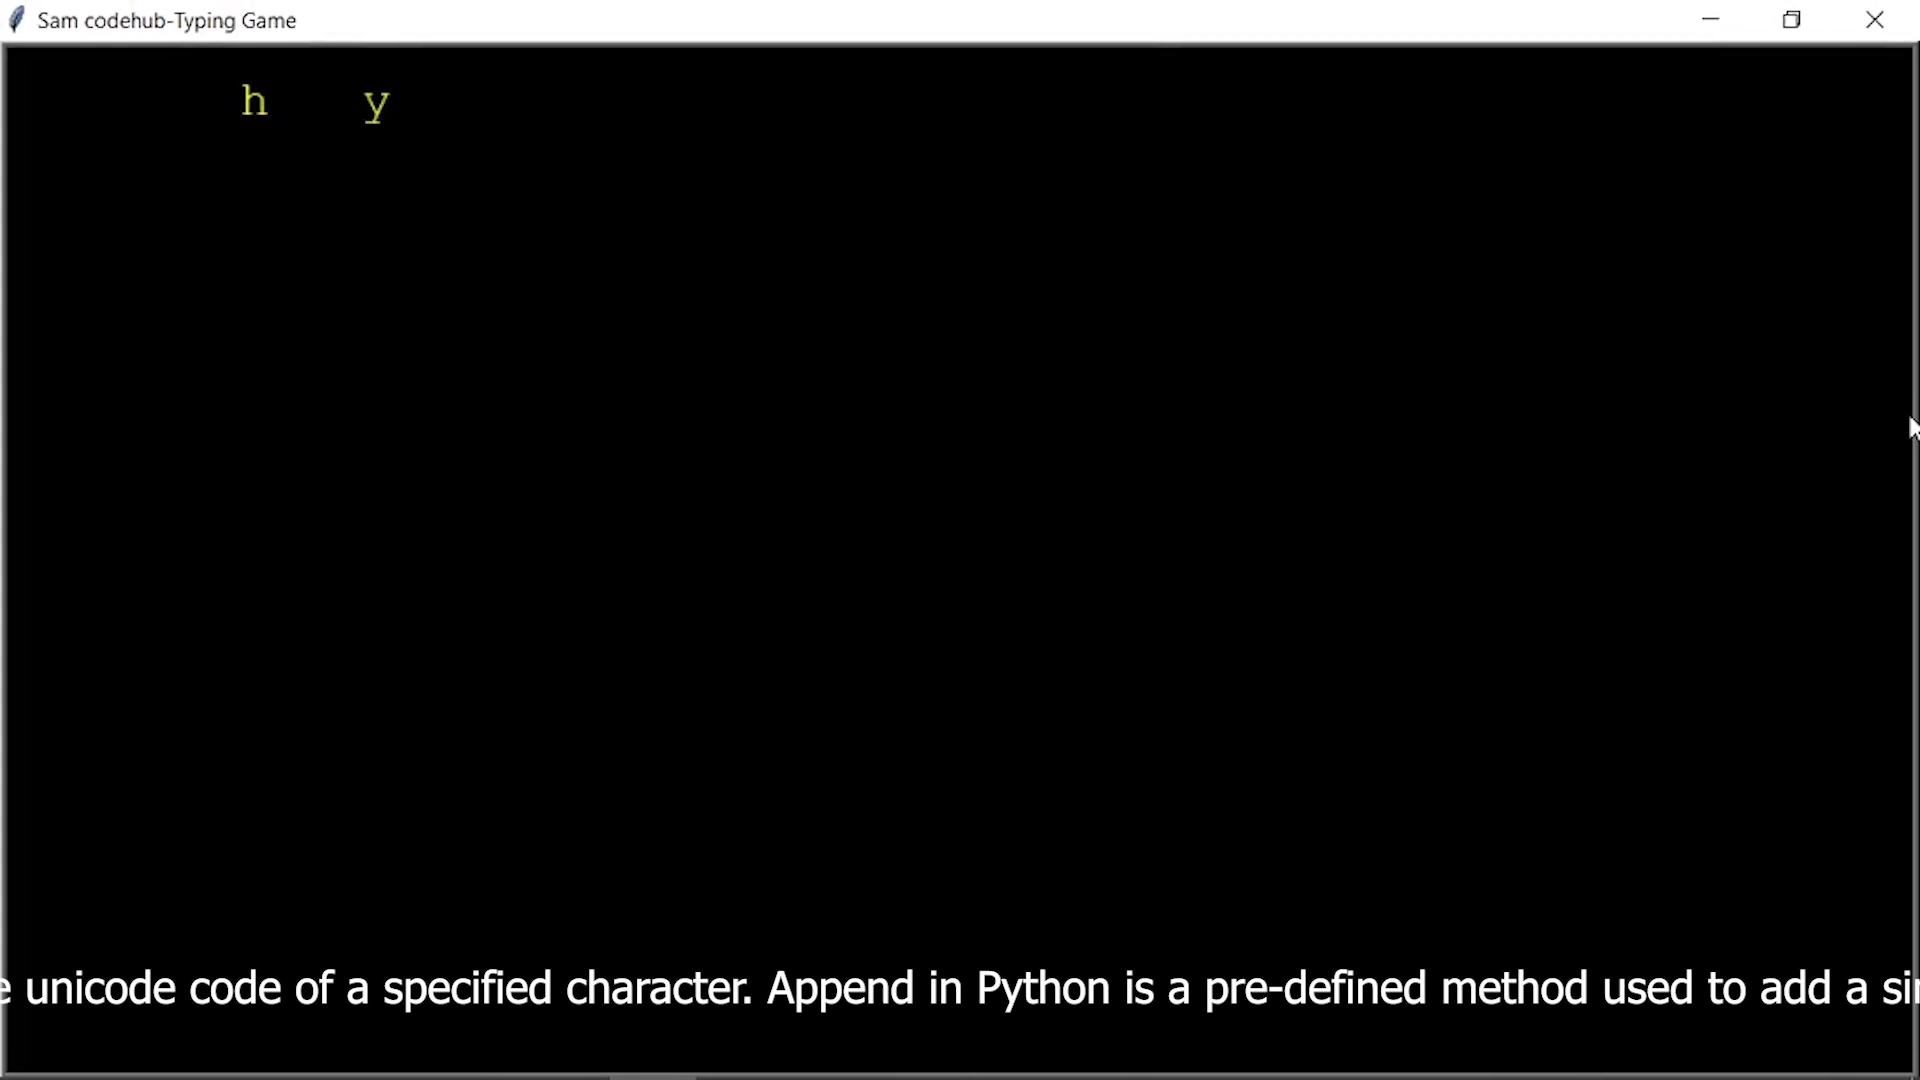 Sam codehub-Typing Game
h y
unicode code of a specified character. Append in Python is a pre-defined method used to add a